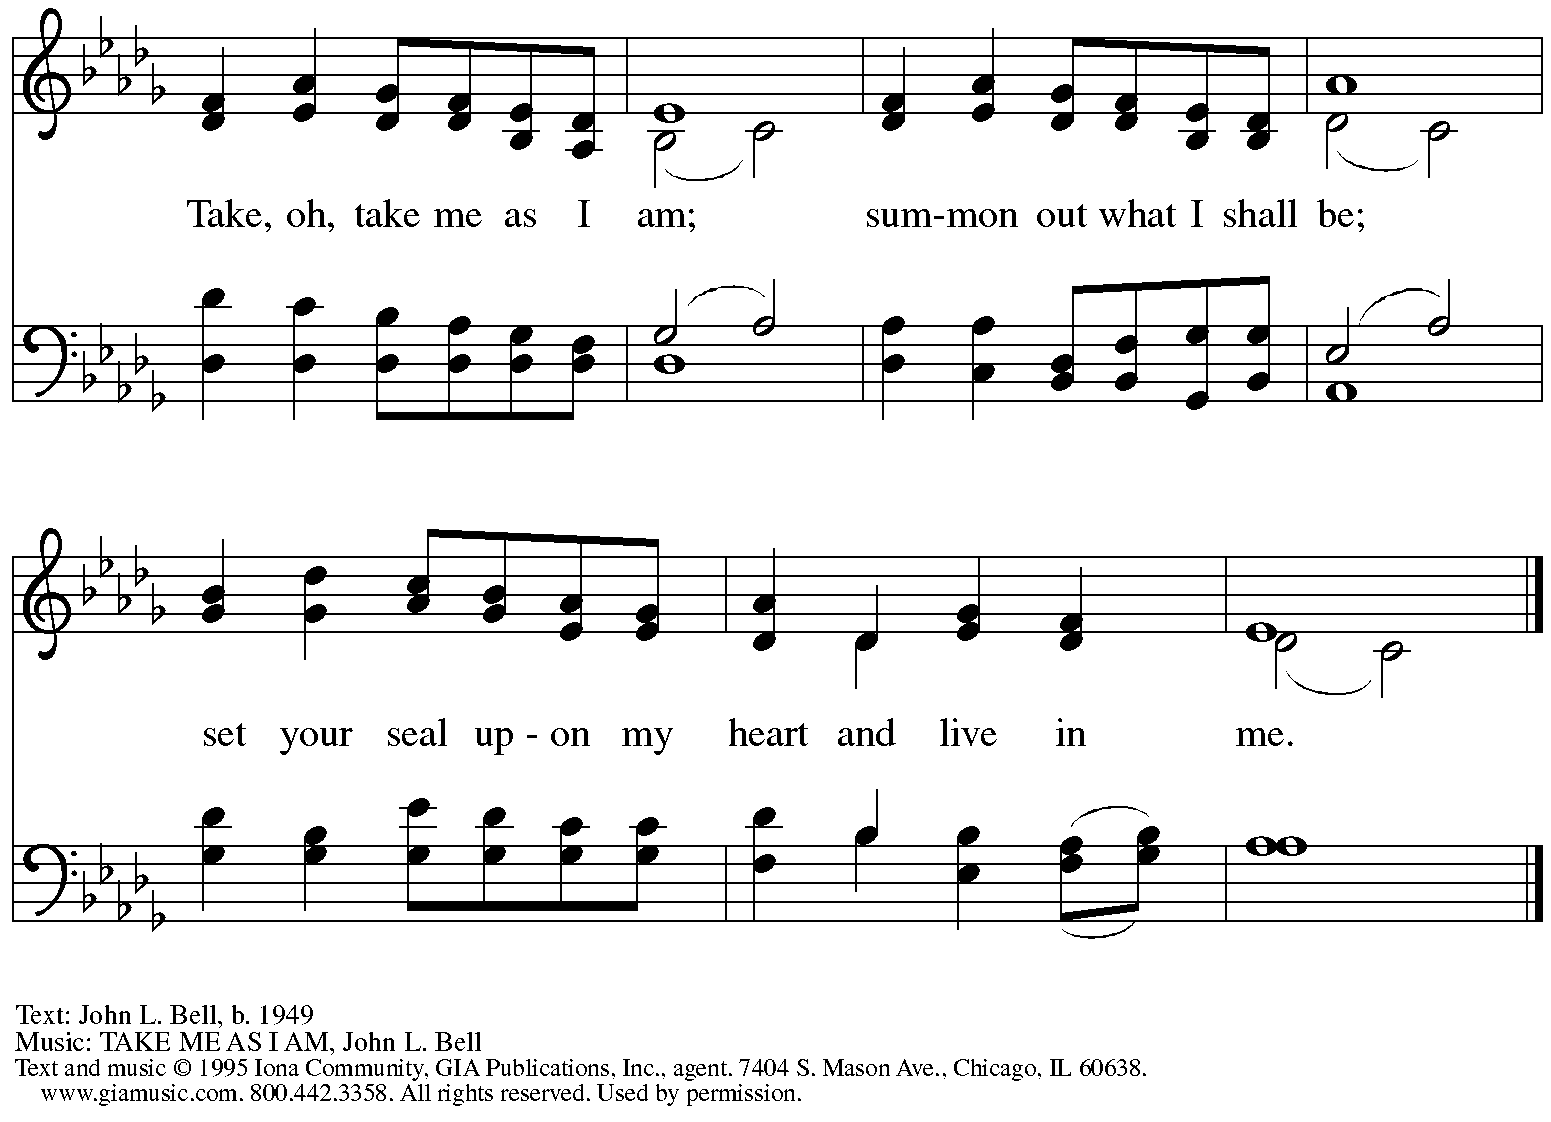 Take, oh, take me as I am; sum-mon out what I shall be;
set your seal up - on my heart and live in me.
Text: John L. Bell, b. 1949
Music: TAKE ME AS I AM, John L. Bell
Text and music © 1995 Iona Community, GIA Publications, Inc., agent. 7404 S. Mason Ave., Chicago, IL 60638.
www.giamusic.com. 800.442.3358. All rights reserved. Used by permission.